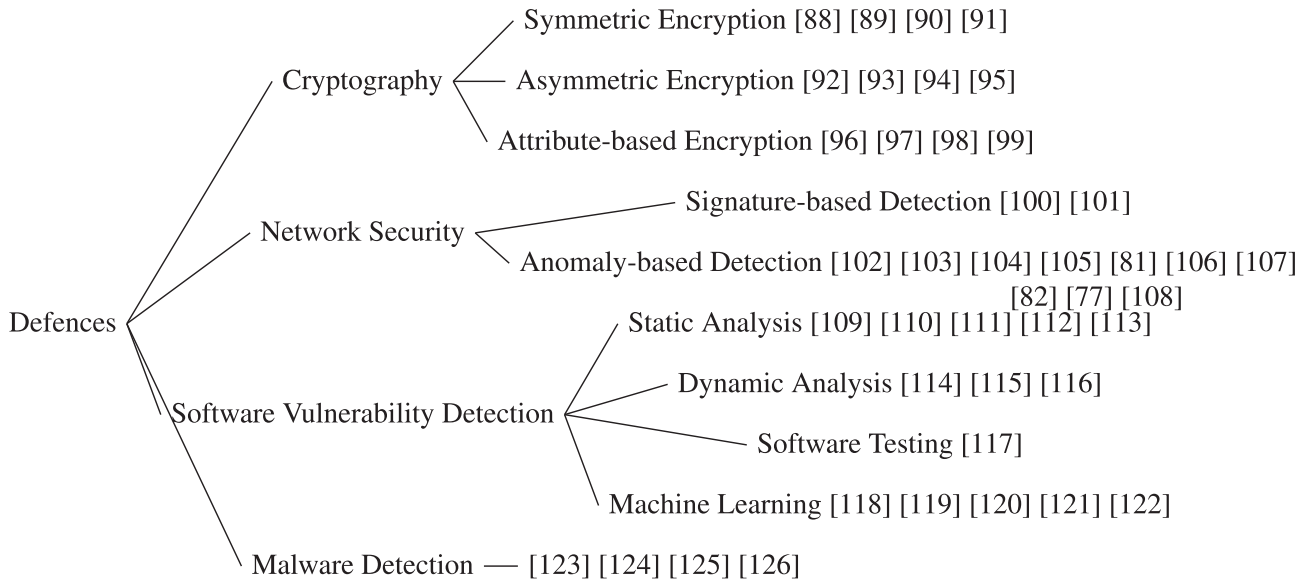 Symmetric Encryption [88] [89] [90] [91]
Cryptography
Asymmetric Encryption [92] [93] [94] [95]
Attribute-based Encryption [96] [97] [98] [99]
Signature-based Detection [100] [101]
Network Security
Anomaly-based Detection [102] [103] [104] [105] [81] [106] [107]
[82] [77] [108]
Defences
Static Analysis [109] [110] [111] [112] [113]
Dynamic Analysis [114] [115] [116]
Software Vulnerability Detection
Software Testing [117]
Machine Learning [118] [119] [120] [121] [122]
Malware Detection
[123] [124] [125] [126]